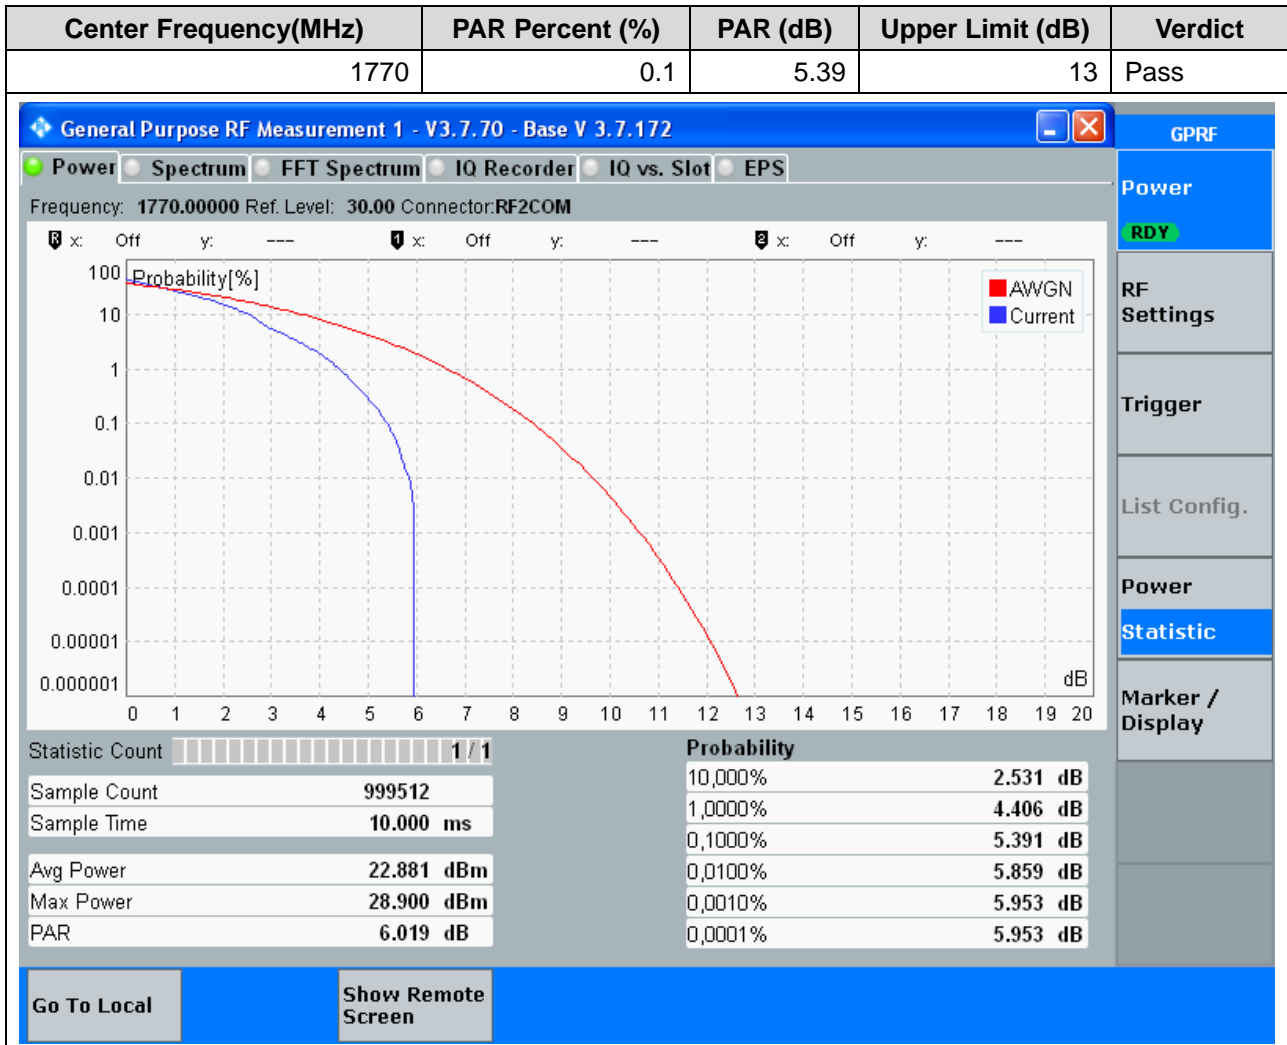 Center Frequency(MHz) PAR Percent (%) PAR (dB) Upper Limit (dB) Verdict
1770 0.1 5.39 13 Pass
General Purpose RF Measurement 1 - V3.7.70 - Base V 3.7.172
GPRF
Power Spectrum FFT Spectrum IQ Recorder IQ vs. Slot EPS
Power
RDY
Frequency: 1770.00000 Ref. Level: 30.00 Connector:RF2COM
R x: Off y: --- 1 x: Off y: --- 2 x: Off y: ---
Probability[%]
AWGN
Current
100
10
1
0.1
0.01
0.001
0.0001
0.00001
0.000001
dB
0 1 2 3 4 5 6 7 8 9 10 11 12 13 14 15 16 17 18 19 20
RF
Settings
Trigger
List Config.
Power
Statistic
Marker /
Display
Statistic Count 1 / 1
Sample Count 999512
Sample Time 10.000 ms
Avg Power 22.881 dBm
Max Power 28.900 dBm
PAR 6.019 dB
Probability
10,000% 2.531 dB
1,0000% 4.406 dB
0,1000% 5.391 dB
0,0100% 5.859 dB
0,0010% 5.953 dB
0,0001% 5.953 dB
Go To Local
Show Remote
Screen